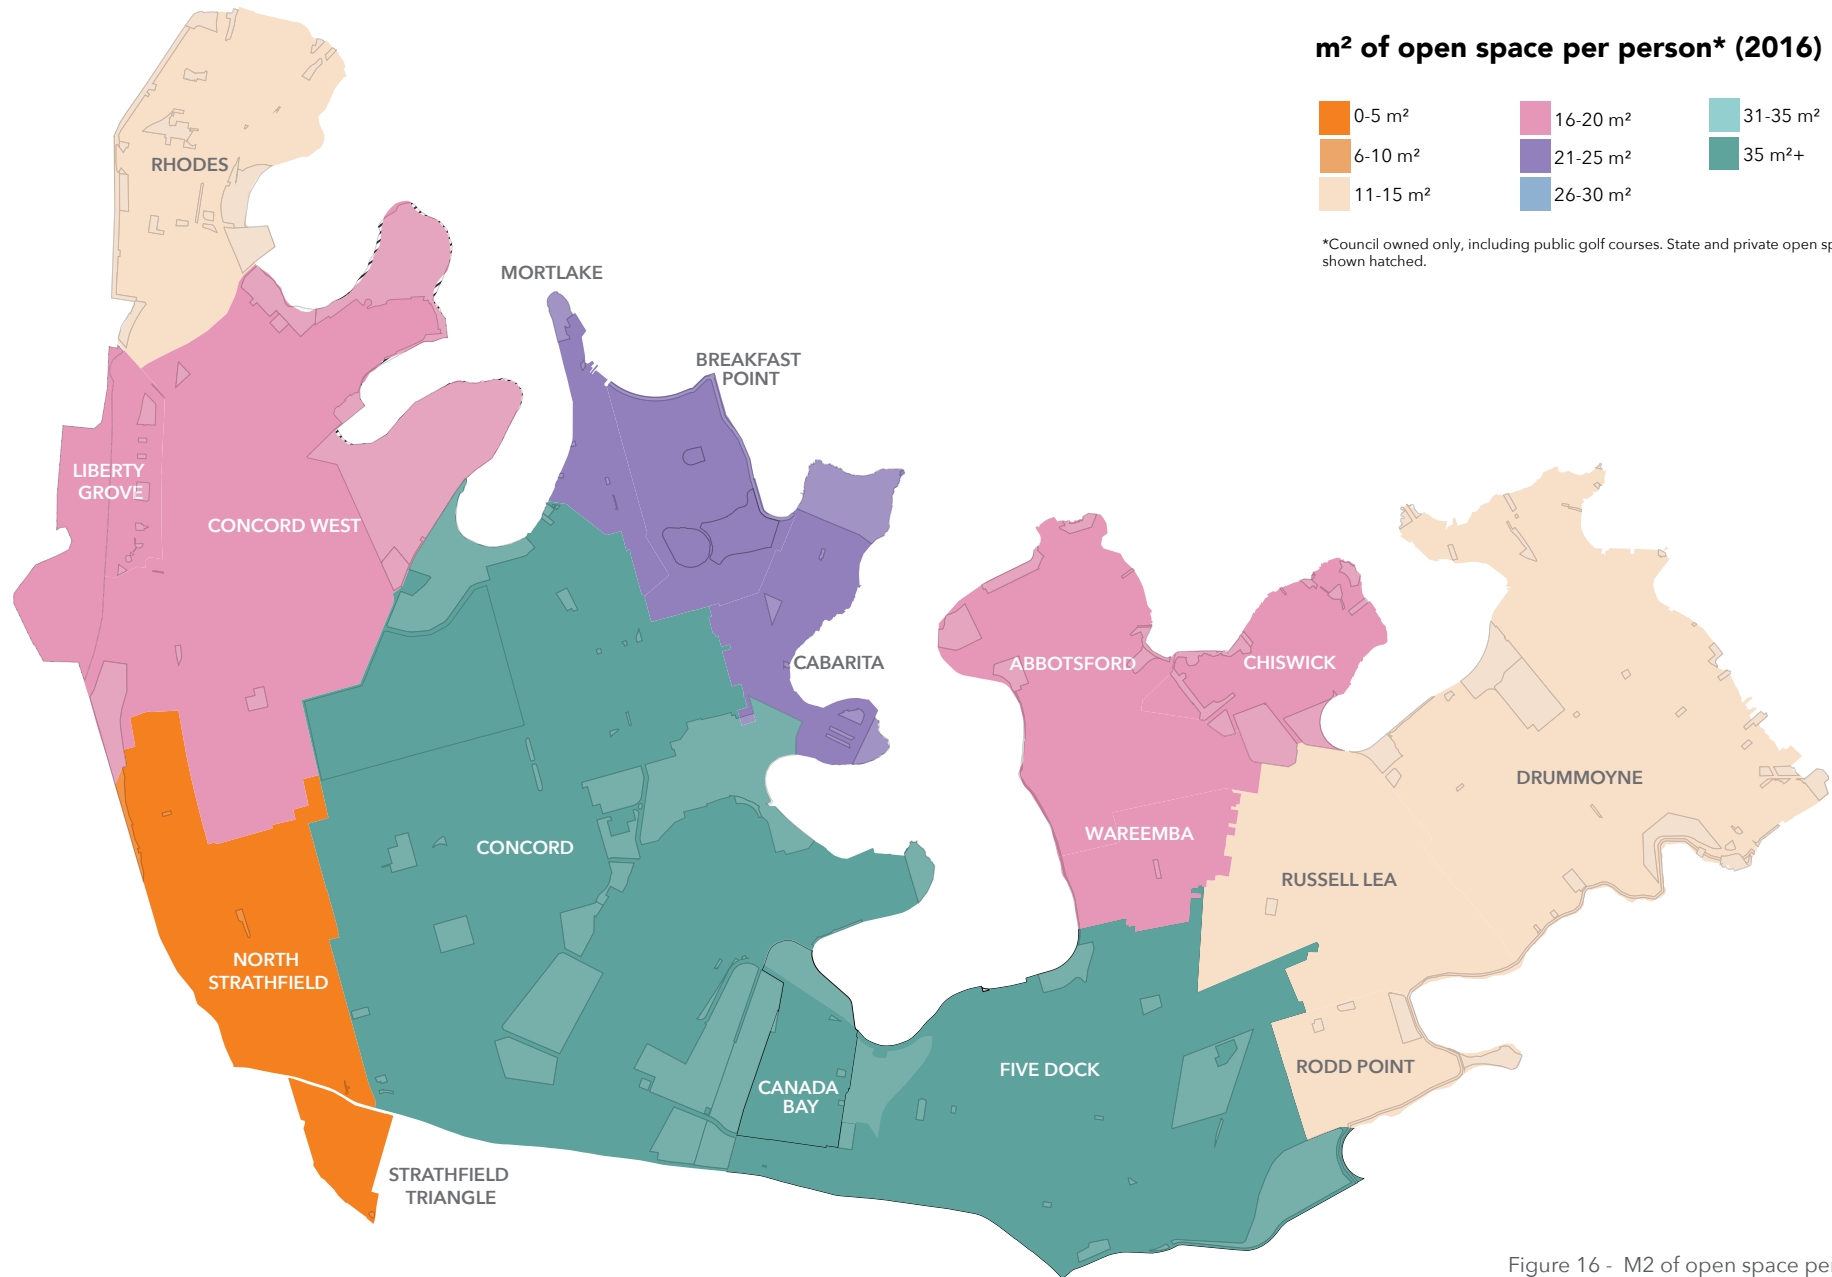 m² of open space per person* (2016)
0-5 m²
6-10 m²
11-15 m²
16-20 m²
21-25 m²
26-30 m²
31-35 m²
35 m²+
*Council owned only, including public golf courses. State and private open
shown hatched.
RHODES
MORTLAKE
BREAKFAST
POINT
LIBERTY
GROVE
CONCORD WEST
CABARITA
ABBOTSFORD
CHISWICK
DRUMMOYNE
WAREEMBA
CONCORD
RUSSELL LEA
NORTH
STRATHFIELD
CANADA
BAY
FIVE DOCK
RODD POINT
STRATHFIELD
TRIANGLE
Figure 16 - M2 of open space